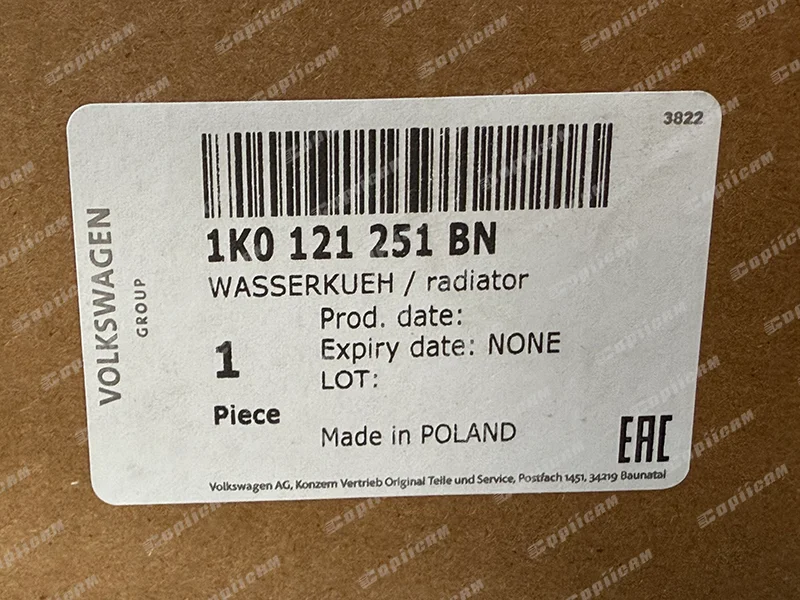 3822
VOLKSWAGEN
GROUP
1K0 121 251 BN
WASSERKUEH / radiator
Prod. date:
1
Expiry date: NONE
LOT:
Piece
Made in POLAND
EAC
Volkswagen AG, Konzern Vertrieb Original Teile und Service, Postfach 1451, 34219 Baunatal
Copiicam